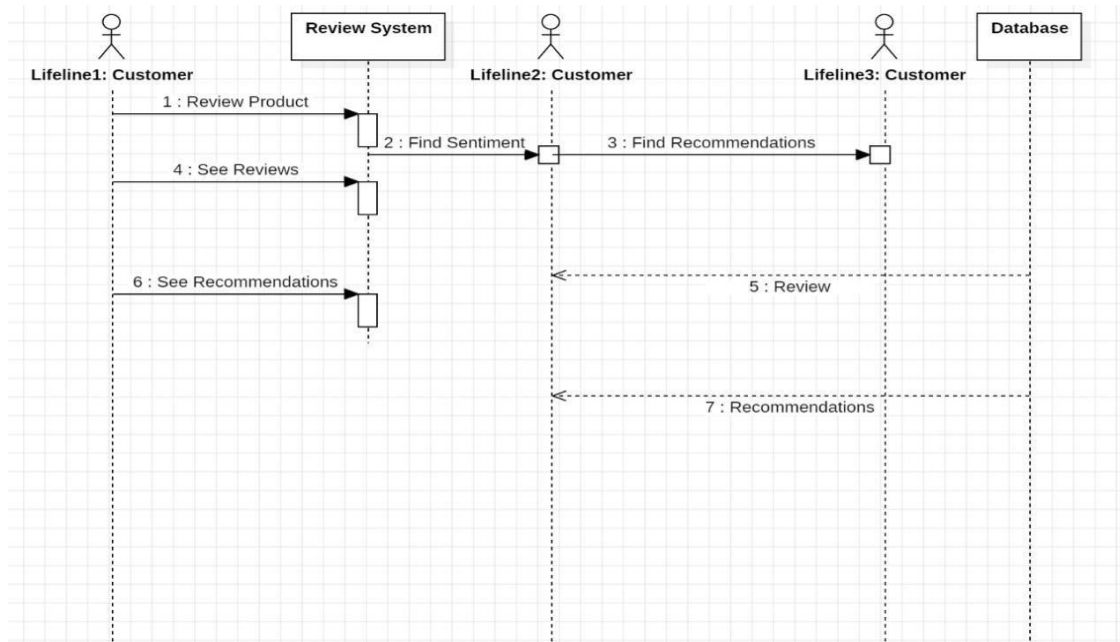 Review System
Database
Lifeline1: Customer
Lifeline2: Customer
Lifeline3: Customer
1 : Review Product
2 : Find Sentiment
3 : Find Recommendations
4 : See Reviews
6 : See Recommendations
5 : Review
7 : Recommendations